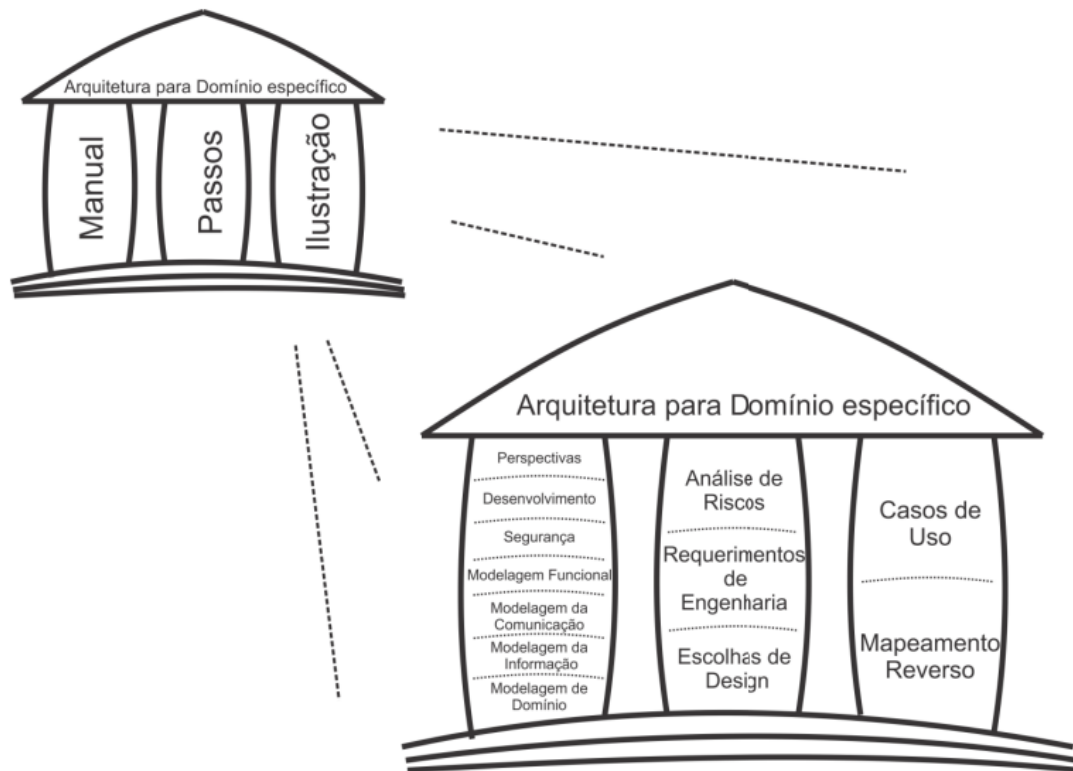 Arquitetura para Domínio específico
Manual
Passos
Ilustração
Arquitetura para Domínio específico
Perspectivas
Desenvolvimento
Segurança
Modelagem Funcional
Modelagem da
Comunicação
Modelagem da
Informação
Modelagem de
Domínio
Análise de
Riscos
Requerimentos
de
Engenharia
Escolhas de
Design
Casos de
Uso
Mapeamento
Reverso